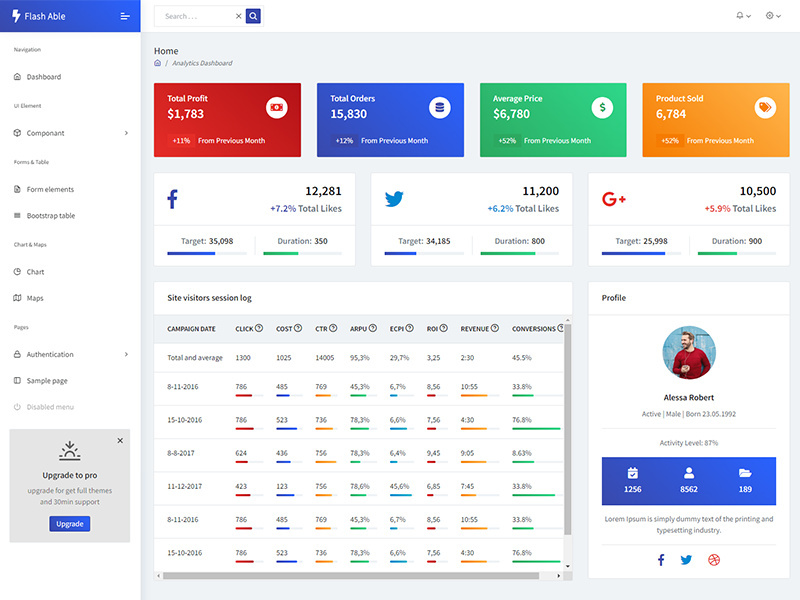 Flash Able
Search . . .
Navigation
Dashboard
UI Element
Componant
Forms & Table
Form elements
Bootstrap table
Chart & Maps
Chart
Maps
Pages
Authentication
Sample page
Disabled menu
Upgrade to pro
upgrade for get full themes
and 30min support
Upgrade
Home
/ Analytics Dashboard
Total Profit
$1,783
+11% From Previous Month
Total Orders
15,830
+12% From Previous Month
Average Price
$6,780
+52% From Previous Month
Product Sold
6,784
+52% From Previous Month
12,281
+7.2% Total Likes
Target: 35,098 Duration: 350
11,200
+6.2% Total Likes
Target: 34,185 Duration: 800
G+ 10,500
+5.9% Total Likes
Target: 25,998 Duration: 900
Site visitors session log
CAMPAIGN DATE CLICK COST CTR ARPU ECPI ROI REVENUE CONVERSIONS
Total and average 1300 1025 14005 95,3% 29,7% 3,25 2:30 45.5%
8-11-2016 786 485 769 45,3% 6,7% 8,56 10:55 33.8%
15-10-2016 786 523 736 78,3% 6,6% 7,56 4:30 76.8%
8-8-2017 624 436 756 78,3% 6,4% 9,45 9:05 8.63%
11-12-2017 423 123 756 78,6% 45,6% 6,85 7:45 33.8%
8-11-2016 786 485 769 45,3% 6,7% 8,56 10:55 33.8%
15-10-2016 786 523 736 78,3% 6,6% 7,56 4:30 76.8%
Profile
Alessa Robert
Active | Male | Born 23.05.1992
Activity Level: 87%
1256 8562 189
Lorem Ipsum is simply dummy text of the printing and
typesetting industry.